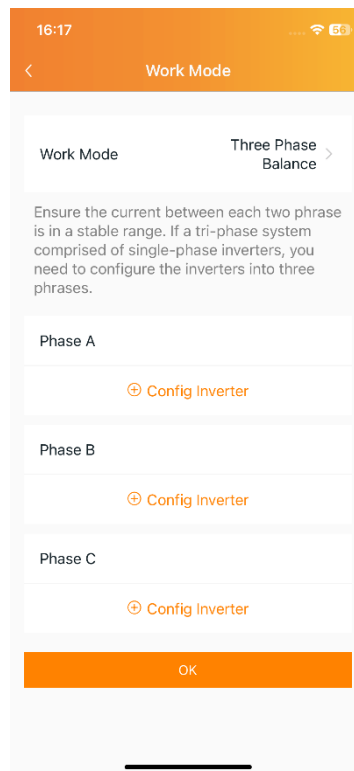 16:17
56
Work Mode
Work Mode
Three Phase
Balance
Ensure the current between each two phrase
is in a stable range. If a tri-phase system
comprised of single-phase inverters, you
need to configure the inverters into three
phrases.
Phase A
Config Inverter
Phase B
Config Inverter
Phase C
Config Inverter
OK